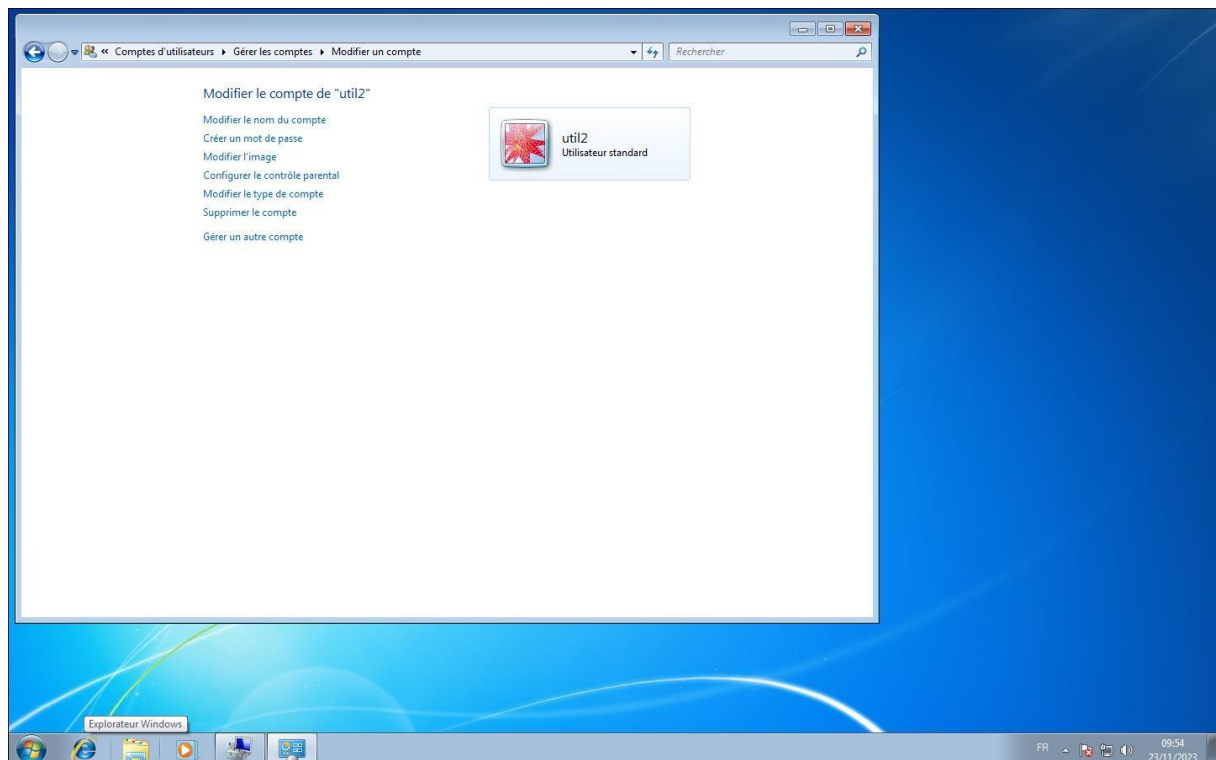 « Comptes d'utilisateurs ▸ Gérer les comptes ▸ Modifier un compte
Rechercher
Modifier le compte de "util2"
Modifier le nom du compte
Créer un mot de passe
Modifier l'image
Configurer le contrôle parental
Modifier le type de compte
Supprimer le compte
Gérer un autre compte
util2
Utilisateur standard
Explorateur Windows
FR
09:54
23/11/2023